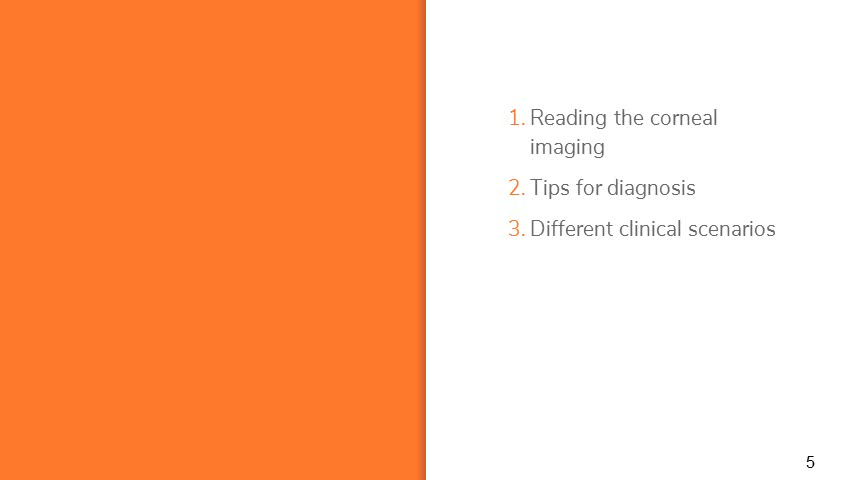 1. Reading the corneal
imaging
2. Tips for diagnosis
3. Different clinical scenarios
5